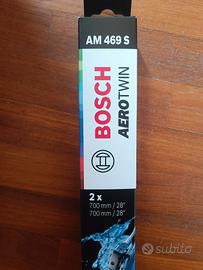 AM 469 S
BOSCH
AEROTWIN
2 x
700 mm / 28"
700 mm / 28"
subito